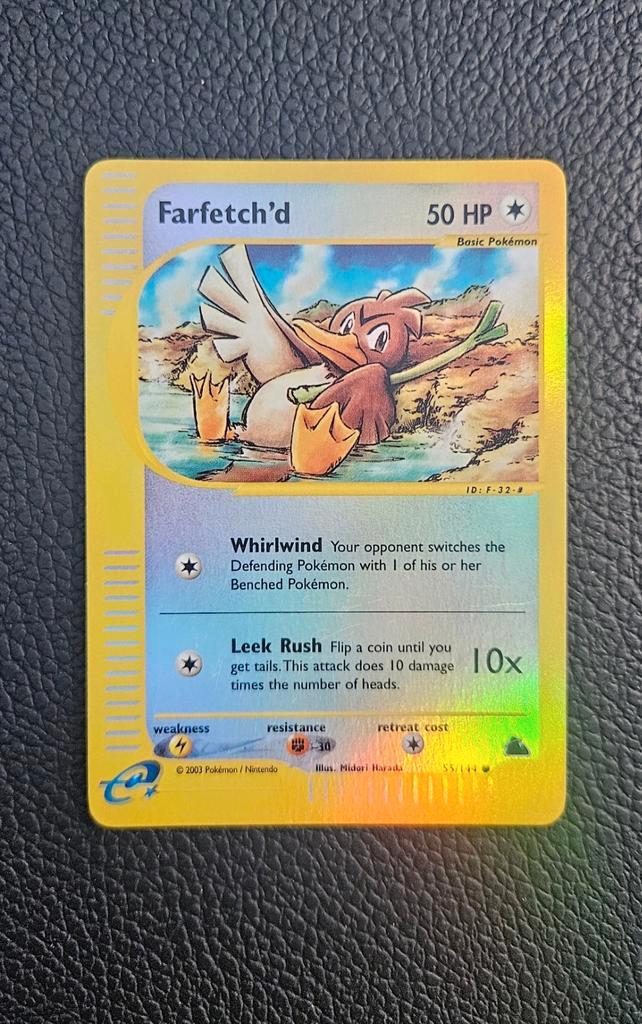 Farfetch'd 50 HP
Basic Pokémon
ID: F-32-#
Whirlwind Your opponent switches the
Defending Pokémon with 1 of his or her
Benched Pokémon.
Leek Rush Flip a coin until you
get tails. This attack does 10 damage
times the number of heads.
10x
weakness resistance retreat cost
-30
e
© 2003 Pokémon / Nintendo Illus. Midori Harada 55/144